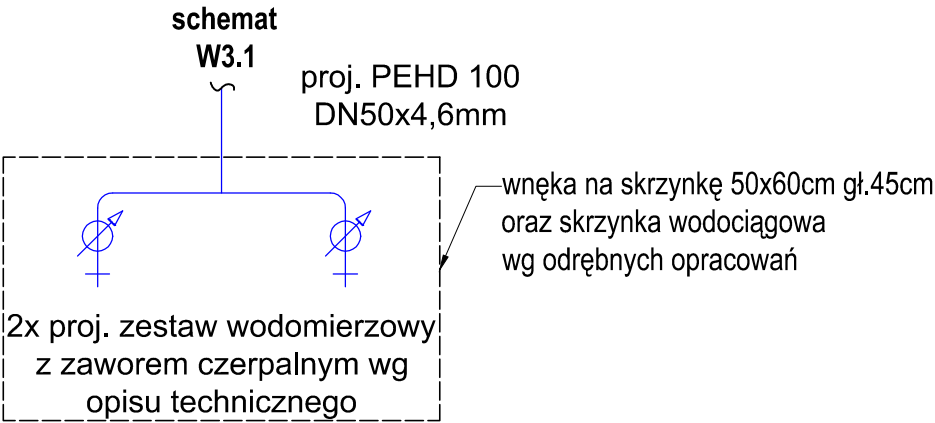 schemat
W3.1
proj. PEHD 100
DN50x4,6mm
wnęka na skrzynkę 50x60cm gł.45cm
oraz skrzynka wodociągowa
wg odrębnych opracowań
2x proj. zestaw wodomierzowy
z zaworem czerpalnym wg
opisu technicznego